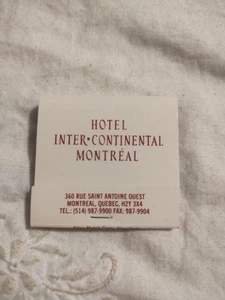 HOTEL
INTER•CONTINENTAL
MONTRÉAL
360 RUE SAINT ANTOINE OUEST
MONTREAL, QUEBEC, H2Y 3X4
TEL.: (514) 987-9900 FAX: 987-9904